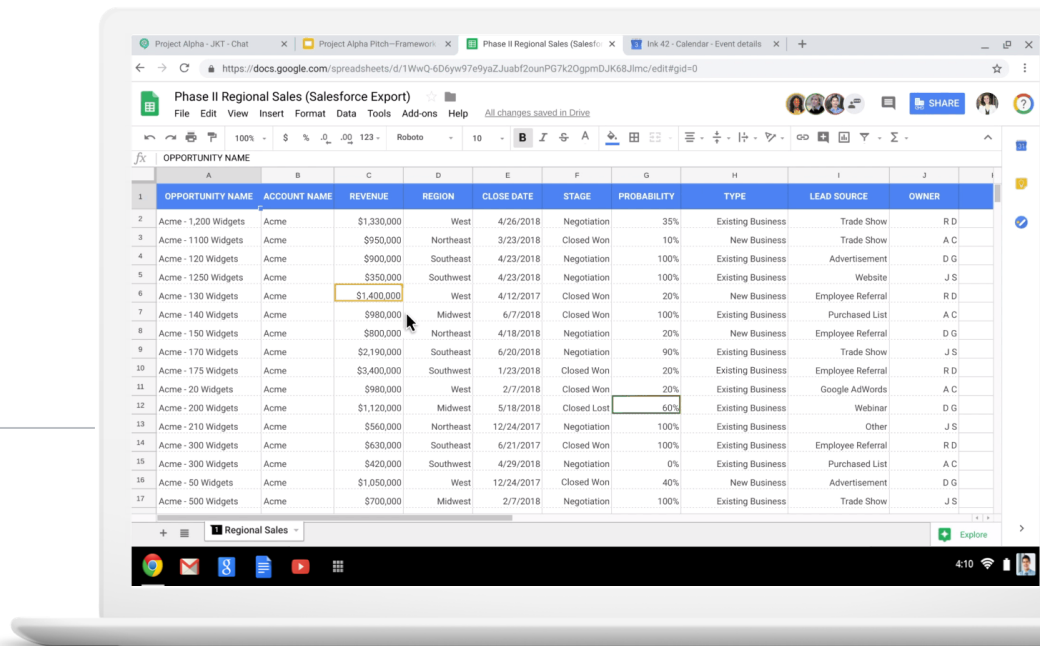 Project Alpha - JKT - Chat
Project Alpha Pitch—Framework
Phase II Regional Sales (Salesfo
Ink 42 - Calendar - Event details
https://docs.google.com/spreadsheets/d/
Phase II Regional Sales (Salesforce Export)
File Edit View Insert Format Data Tools Add-ons Help All changes saved in Drive
SHARE
100% $ % .0 .00 123 Roboto 10 B I S A
fx OPPORTUNITY NAME
A B C D E F G H I J
1 OPPORTUNITY NAME ACCOUNT NAME REVENUE REGION CLOSE DATE STAGE PROBABILITY TYPE LEAD SOURCE OWNER
2 Acme - 1,200 Widgets Acme $1,330,000 West 4/26/2018 Negotiation 35% Existing Business Trade Show R D
3 Acme - 1100 Widgets Acme $950,000 Northeast 3/23/2018 Closed Won 10% New Business Trade Show A C
4 Acme - 120 Widgets Acme $900,000 Southeast 4/23/2018 Negotiation 100% Existing Business Advertisement D G
5 Acme - 1250 Widgets Acme $350,000 Southwest 4/23/2018 Negotiation 100% Existing Business Website J S
6 Acme - 130 Widgets Acme $1,400,000 West 4/12/2017 Closed Won 20% New Business Employee Referral R D
7 Acme - 140 Widgets Acme $980,000 Midwest 6/7/2018 Closed Won 100% Existing Business Purchased List A C
8 Acme - 150 Widgets Acme $800,000 Northeast 4/18/2018 Negotiation 20% New Business Employee Referral D G
9 Acme - 170 Widgets Acme $2,190,000 Southeast 6/20/2018 Negotiation 90% Existing Business Trade Show J S
10 Acme - 175 Widgets Acme $3,400,000 Southeast 1/23/2018 Closed Won 20% Existing Business Employee Referral R D
11 Acme - 20 Widgets Acme $980,000 West 2/7/2018 Closed Won 20% Existing Business Google AdWords A C
12 Acme - 200 Widgets Acme $1,120,000 Midwest 5/18/2018 Closed Lost 60% Existing Business Webinar D G
13 Acme - 210 Widgets Acme $560,000 Northeast 12/24/2017 Negotiation 100% Existing Business Other J S
14 Acme - 300 Widgets Acme $630,000 Southeast 6/21/2017 Closed Won 100% Existing Business Employee Referral R D
15 Acme - 300 Widgets Acme $420,000 Southwest 4/29/2018 Negotiation 0% Existing Business Purchased List A C
16 Acme - 50 Widgets Acme $1,050,000 West 12/24/2017 Closed Won 40% New Business Advertisement D G
17 Acme - 500 Widgets Acme $700,000 Midwest 2/7/2018 Negotiation 100% Existing Business Trade Show J S
1 Regional Sales
Explore
4:10